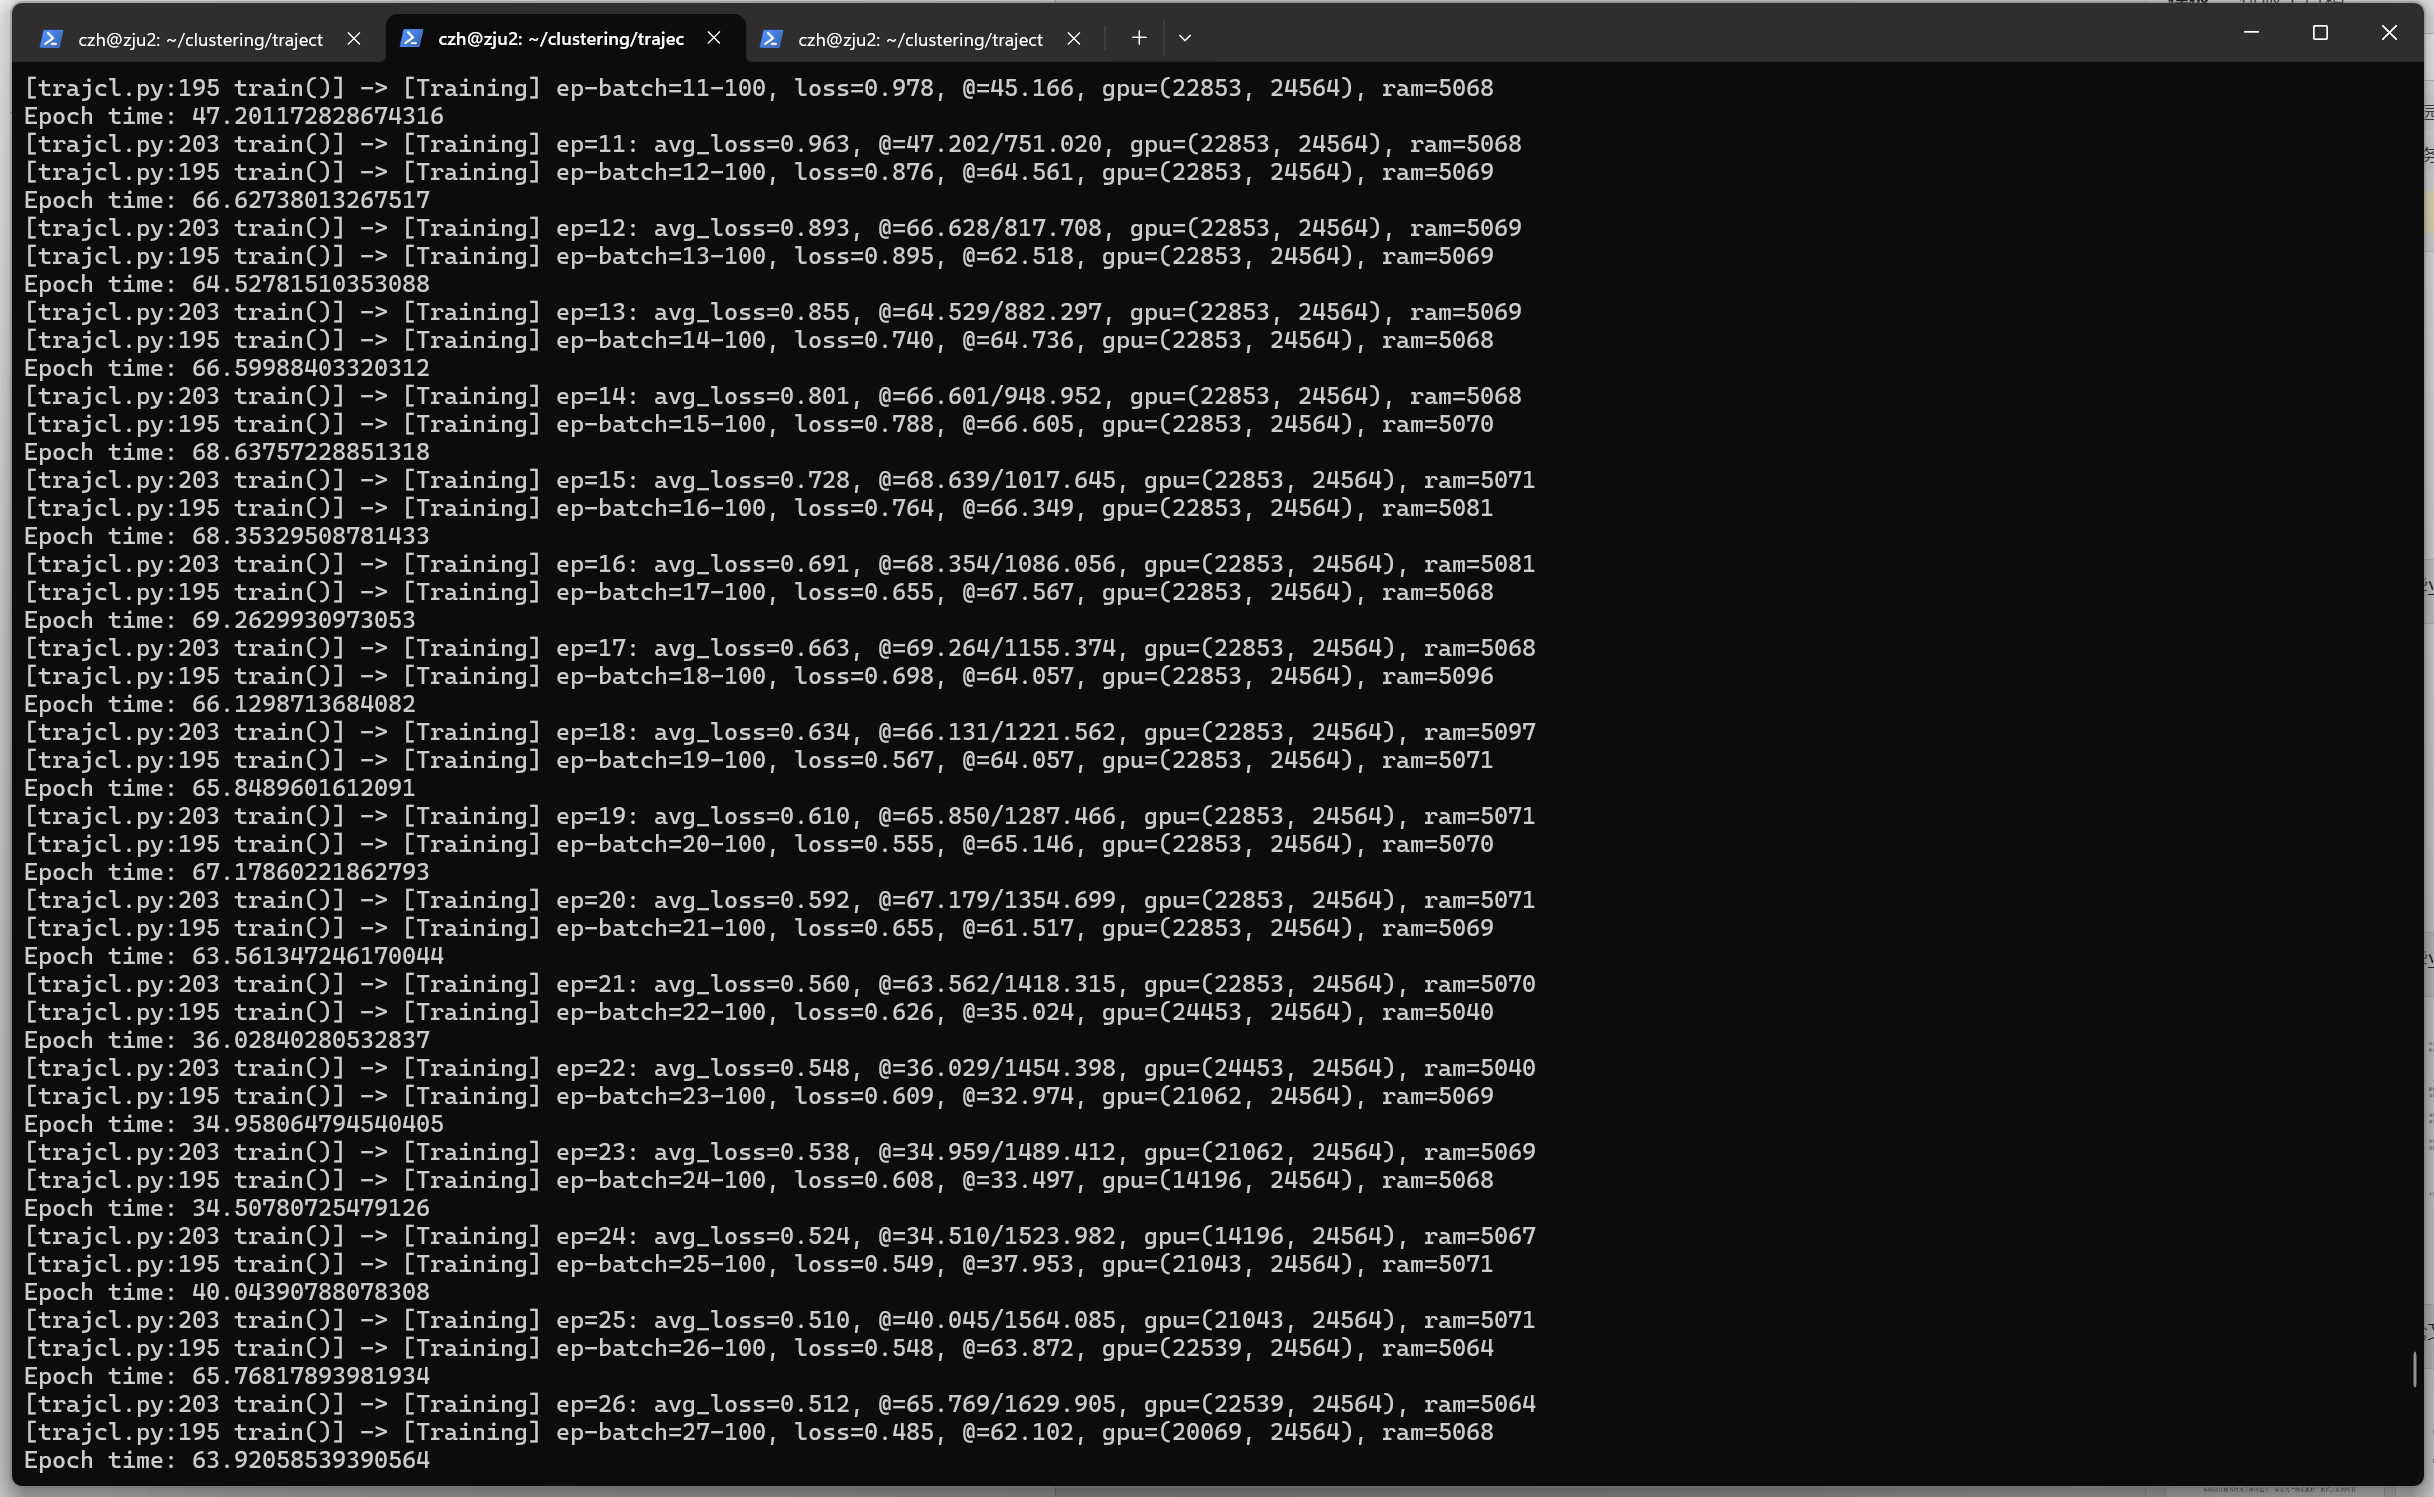 czh@zju2: ~/clustering/traject
czh@zju2: ~/clustering/trajec
czh@zju2: ~/clustering/traject
[trajcl.py:195 train()] -> [Training] ep-batch=11-100, loss=0.978, @=45.166, gpu=(22853, 24564), ram=5068
Epoch time: 47.201172828674316
[trajcl.py:203 train()] -> [Training] ep=11: avg_loss=0.963, @=47.202/751.020, gpu=(22853, 24564), ram=5068
[trajcl.py:195 train()] -> [Training] ep-batch=12-100, loss=0.876, @=64.561, gpu=(22853, 24564), ram=5069
Epoch time: 66.62738013267517
[trajcl.py:203 train()] -> [Training] ep=12: avg_loss=0.893, @=66.628/817.708, gpu=(22853, 24564), ram=5069
[trajcl.py:195 train()] -> [Training] ep-batch=13-100, loss=0.895, @=62.518, gpu=(22853, 24564), ram=5069
Epoch time: 64.52781510353088
[trajcl.py:203 train()] -> [Training] ep=13: avg_loss=0.855, @=64.529/882.297, gpu=(22853, 24564), ram=5069
[trajcl.py:195 train()] -> [Training] ep-batch=14-100, loss=0.740, @=64.736, gpu=(22853, 24564), ram=5068
Epoch time: 66.59988403320312
[trajcl.py:203 train()] -> [Training] ep=14: avg_loss=0.801, @=66.601/948.952, gpu=(22853, 24564), ram=5068
[trajcl.py:195 train()] -> [Training] ep-batch=15-100, loss=0.788, @=66.605, gpu=(22853, 24564), ram=5070
Epoch time: 68.63757228851318
[trajcl.py:203 train()] -> [Training] ep=15: avg_loss=0.728, @=68.639/1017.645, gpu=(22853, 24564), ram=5071
[trajcl.py:195 train()] -> [Training] ep-batch=16-100, loss=0.764, @=66.349, gpu=(22853, 24564), ram=5081
Epoch time: 68.35329508781433
[trajcl.py:203 train()] -> [Training] ep=16: avg_loss=0.691, @=68.354/1086.056, gpu=(22853, 24564), ram=5081
[trajcl.py:195 train()] -> [Training] ep-batch=17-100, loss=0.655, @=67.567, gpu=(22853, 24564), ram=5068
Epoch time: 69.2629930973053
[trajcl.py:203 train()] -> [Training] ep=17: avg_loss=0.663, @=69.264/1155.374, gpu=(22853, 24564), ram=5068
[trajcl.py:195 train()] -> [Training] ep-batch=18-100, loss=0.698, @=64.057, gpu=(22853, 24564), ram=5096
Epoch time: 66.1298713684082
[trajcl.py:203 train()] -> [Training] ep=18: avg_loss=0.634, @=66.131/1221.562, gpu=(22853, 24564), ram=5097
[trajcl.py:195 train()] -> [Training] ep-batch=19-100, loss=0.567, @=64.057, gpu=(22853, 24564), ram=5071
Epoch time: 65.8489601612091
[trajcl.py:203 train()] -> [Training] ep=19: avg_loss=0.610, @=65.850/1287.466, gpu=(22853, 24564), ram=5071
[trajcl.py:195 train()] -> [Training] ep-batch=20-100, loss=0.555, @=65.146, gpu=(22853, 24564), ram=5070
Epoch time: 67.17860221862793
[trajcl.py:203 train()] -> [Training] ep=20: avg_loss=0.592, @=67.179/1354.699, gpu=(22853, 24564), ram=5071
[trajcl.py:195 train()] -> [Training] ep-batch=21-100, loss=0.655, @=61.517, gpu=(22853, 24564), ram=5069
Epoch time: 63.561347246170044
[trajcl.py:203 train()] -> [Training] ep=21: avg_loss=0.560, @=63.562/1418.315, gpu=(22853, 24564), ram=5070
[trajcl.py:195 train()] -> [Training] ep-batch=22-100, loss=0.626, @=35.024, gpu=(24453, 24564), ram=5040
Epoch time: 36.02840280532837
[trajcl.py:203 train()] -> [Training] ep=22: avg_loss=0.548, @=36.029/1454.398, gpu=(24453, 24564), ram=5040
[trajcl.py:195 train()] -> [Training] ep-batch=23-100, loss=0.609, @=32.974, gpu=(21062, 24564), ram=5069
Epoch time: 34.958064794540405
[trajcl.py:203 train()] -> [Training] ep=23: avg_loss=0.538, @=34.959/1489.412, gpu=(21062, 24564), ram=5069
[trajcl.py:195 train()] -> [Training] ep-batch=24-100, loss=0.608, @=33.497, gpu=(14196, 24564), ram=5068
Epoch time: 34.50780725479126
[trajcl.py:203 train()] -> [Training] ep=24: avg_loss=0.524, @=34.510/1523.982, gpu=(14196, 24564), ram=5067
[trajcl.py:195 train()] -> [Training] ep-batch=25-100, loss=0.549, @=37.953, gpu=(21043, 24564), ram=5071
Epoch time: 40.04390788078308
[trajcl.py:203 train()] -> [Training] ep=25: avg_loss=0.510, @=40.045/1564.085, gpu=(21043, 24564), ram=5071
[trajcl.py:195 train()] -> [Training] ep-batch=26-100, loss=0.548, @=63.872, gpu=(22539, 24564), ram=5064
Epoch time: 65.76817893981934
[trajcl.py:203 train()] -> [Training] ep=26: avg_loss=0.512, @=65.769/1629.905, gpu=(22539, 24564), ram=5064
[trajcl.py:195 train()] -> [Training] ep-batch=27-100, loss=0.485, @=62.102, gpu=(20069, 24564), ram=5068
Epoch time: 63.92058539390564